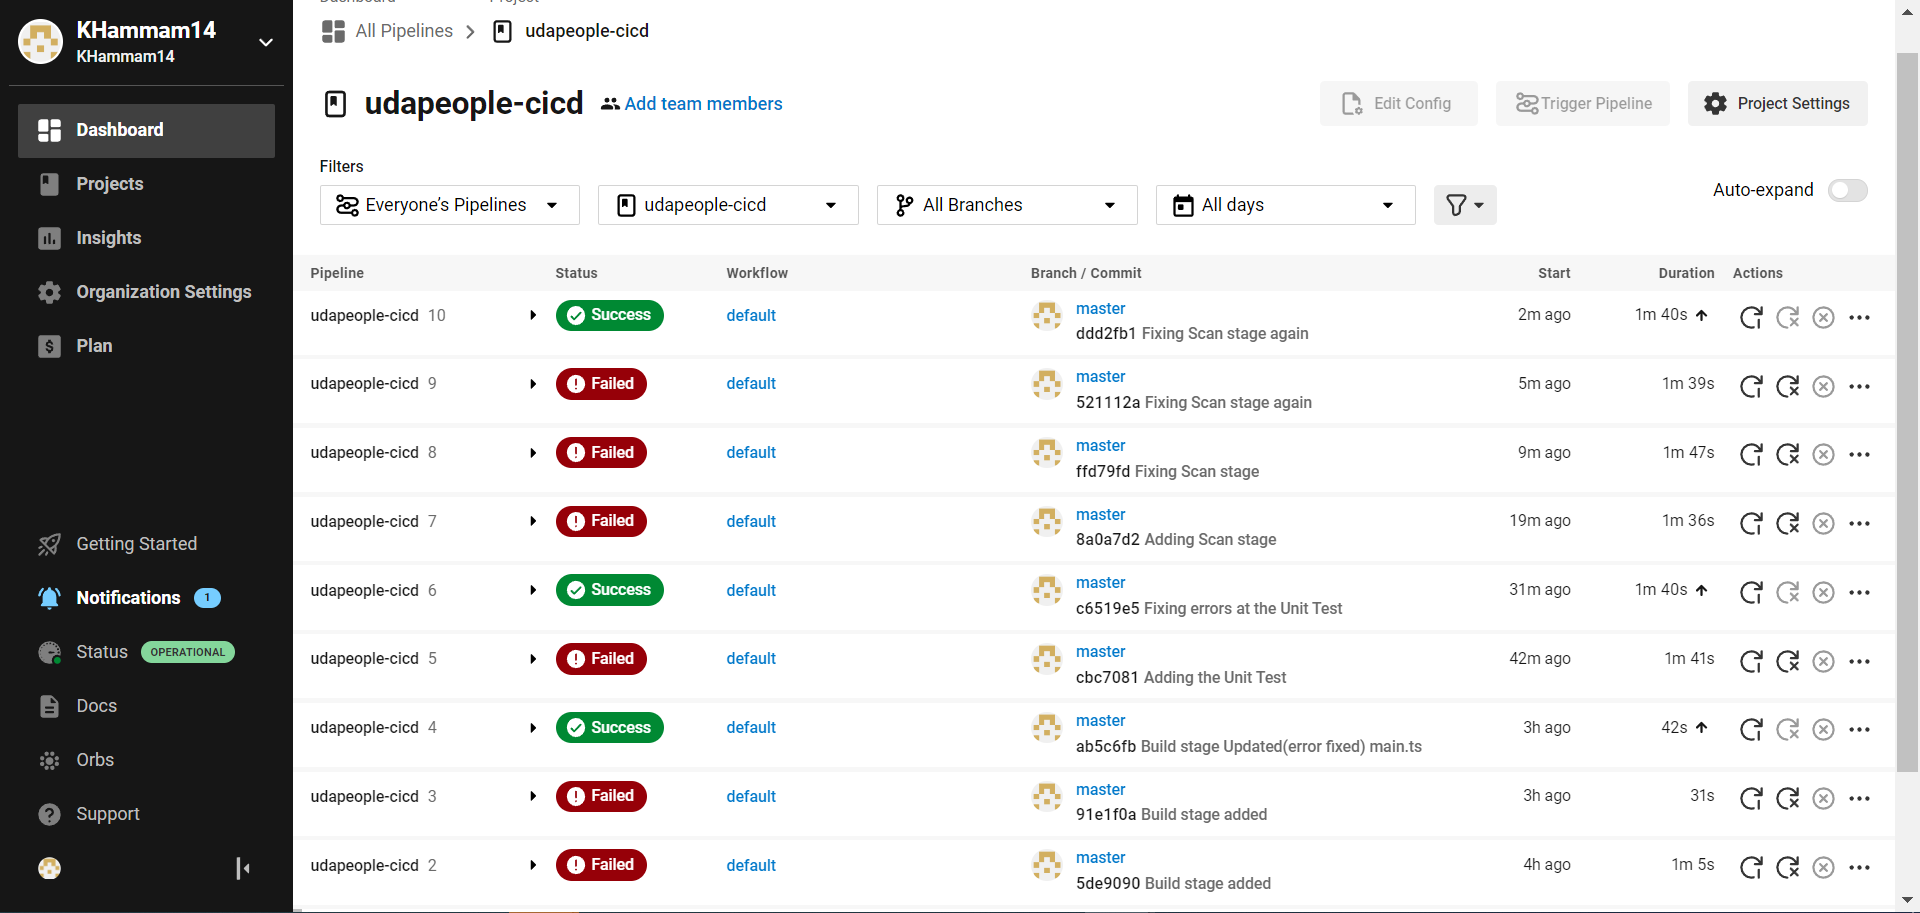 KHammam14
KHammam14
Dashboard
Projects
Insights
Organization Settings
Plan
Getting Started
Notifications 1
Status OPERATIONAL
Docs
Orbs
Support
Dashboard Project
All Pipelines udapeople-cicd
udapeople-cicd Add team members
Edit Config Trigger Pipeline Project Settings
Filters
Everyone's Pipelines udapeople-cicd All Branches All days Auto-expand
Pipeline Status Workflow Branch / Commit Start Duration Actions
udapeople-cicd 10 Success default master 2m ago 1m 40s
ddd2fb1 Fixing Scan stage again
udapeople-cicd 9 Failed default master 5m ago 1m 39s
521112a Fixing Scan stage again
udapeople-cicd 8 Failed default master 9m ago 1m 47s
ffd79fd Fixing Scan stage
udapeople-cicd 7 Failed default master 19m ago 1m 36s
8a0a7d2 Adding Scan stage
udapeople-cicd 6 Success default master 31m ago 1m 40s
c6519e5 Fixing errors at the Unit Test
udapeople-cicd 5 Failed default master 42m ago 1m 41s
cbc7081 Adding the Unit Test
udapeople-cicd 4 Success default master 3h ago 42s
ab5c6fb Build stage Updated(error fixed) main.ts
udapeople-cicd 3 Failed default master 3h ago 31s
91e1f0a Build stage added
udapeople-cicd 2 Failed default master 4h ago 1m 5s
5de9090 Build stage added